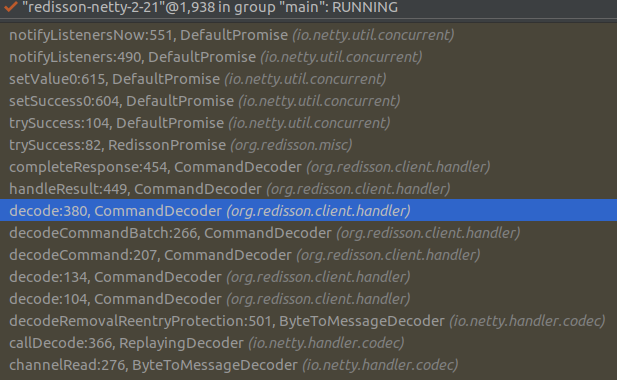 "redisson-netty-2-21"@1,938 in group "main": RUNNING
notifyListenersNow:551, DefaultPromise (io.netty.util.concurrent)
notifyListeners:490, DefaultPromise (io.netty.util.concurrent)
setValue0:615, DefaultPromise (io.netty.util.concurrent)
setSuccess0:604, DefaultPromise (io.netty.util.concurrent)
trySuccess:104, DefaultPromise (io.netty.util.concurrent)
trySuccess:82, RedissonPromise (org.redisson.misc)
completeResponse:454, CommandDecoder (org.redisson.client.handler)
handleResult:449, CommandDecoder (org.redisson.client.handler)
decode:380, CommandDecoder (org.redisson.client.handler)
decodeCommandBatch:266, CommandDecoder (org.redisson.client.handler)
decodeCommand:207, CommandDecoder (org.redisson.client.handler)
decode:134, CommandDecoder (org.redisson.client.handler)
decode:104, CommandDecoder (org.redisson.client.handler)
decodeRemovalReentryProtection:501, ByteToMessageDecoder (io.netty.handler.codec)
callDecode:366, ReplayingDecoder (io.netty.handler.codec)
channelRead:276, ByteToMessageDecoder (io.netty.handler.codec)